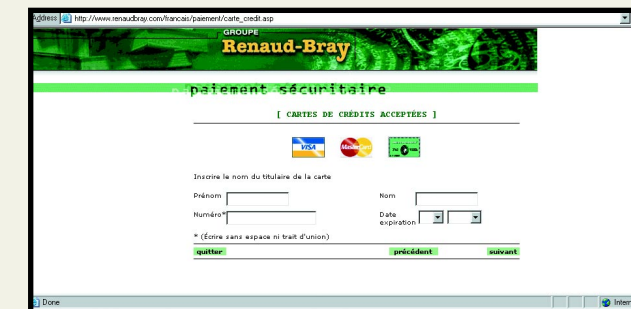 Address http://www.renaudbray.com/francais/paiement/carte_credit.asp
GROUPE
Renaud-Bray
paiement sécuritaire
[ CARTES DE CRÉDITS ACCEPTÉES ]
VISA MasterCard
Inscrire le nom du titulaire de la carte
Prénom Nom
Numéro* Date expiration
* (Écrire sans espace ni trait d'union)
quitter précédent suivant
Done Intern